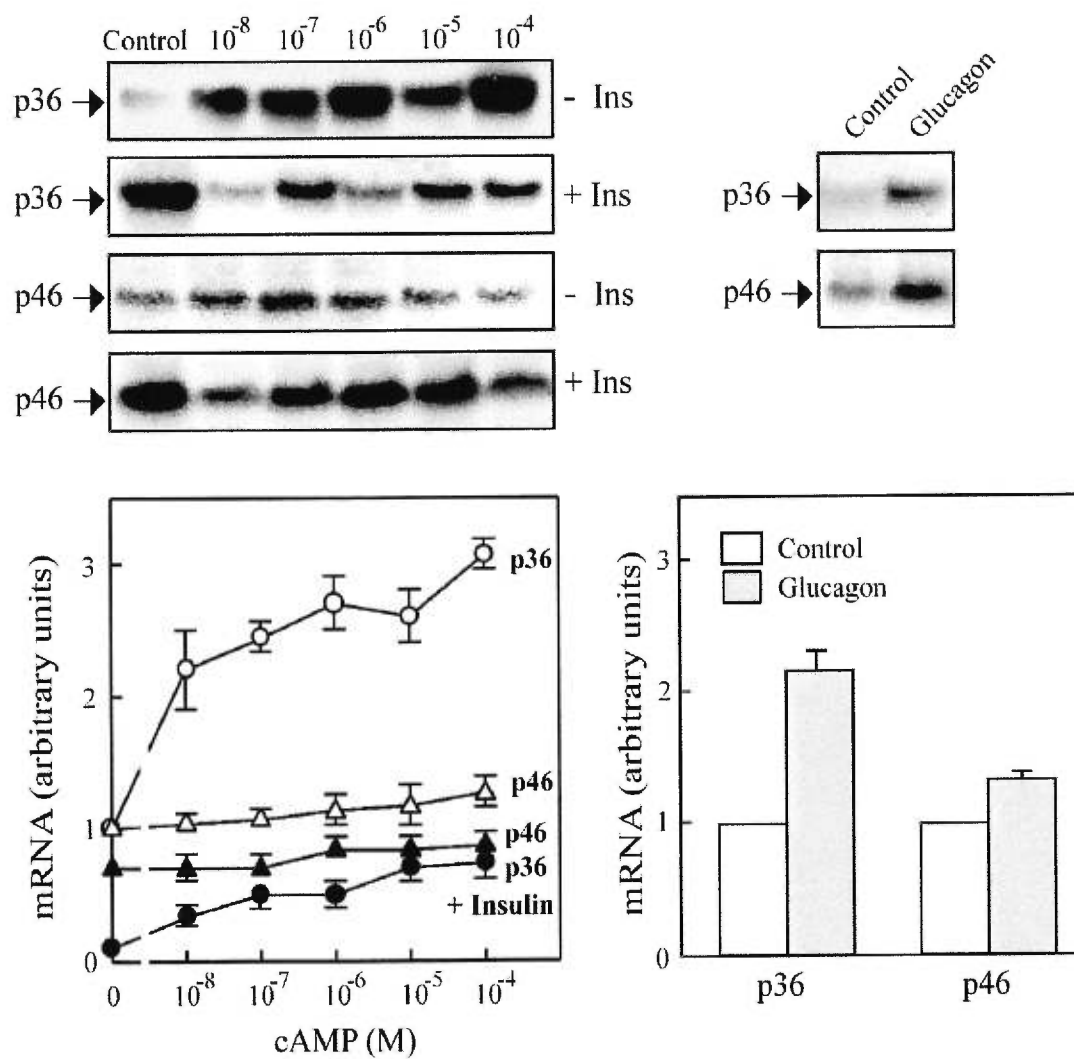 Control 10-8 10-7 10-6 10-5 10-4
p36
- Ins
p36
+ Ins
p46
- Ins
p46
+ Ins
Control Glucagon
p36
p46
mRNA (arbitrary units)
3
2
1
0
p36
p46
p46
p36
+ Insulin
0 10-8 10-7 10-6 10-5 10-4
cAMP (M)
mRNA (arbitrary units)
3
2
1
0
Control
Glucagon
p36 p46